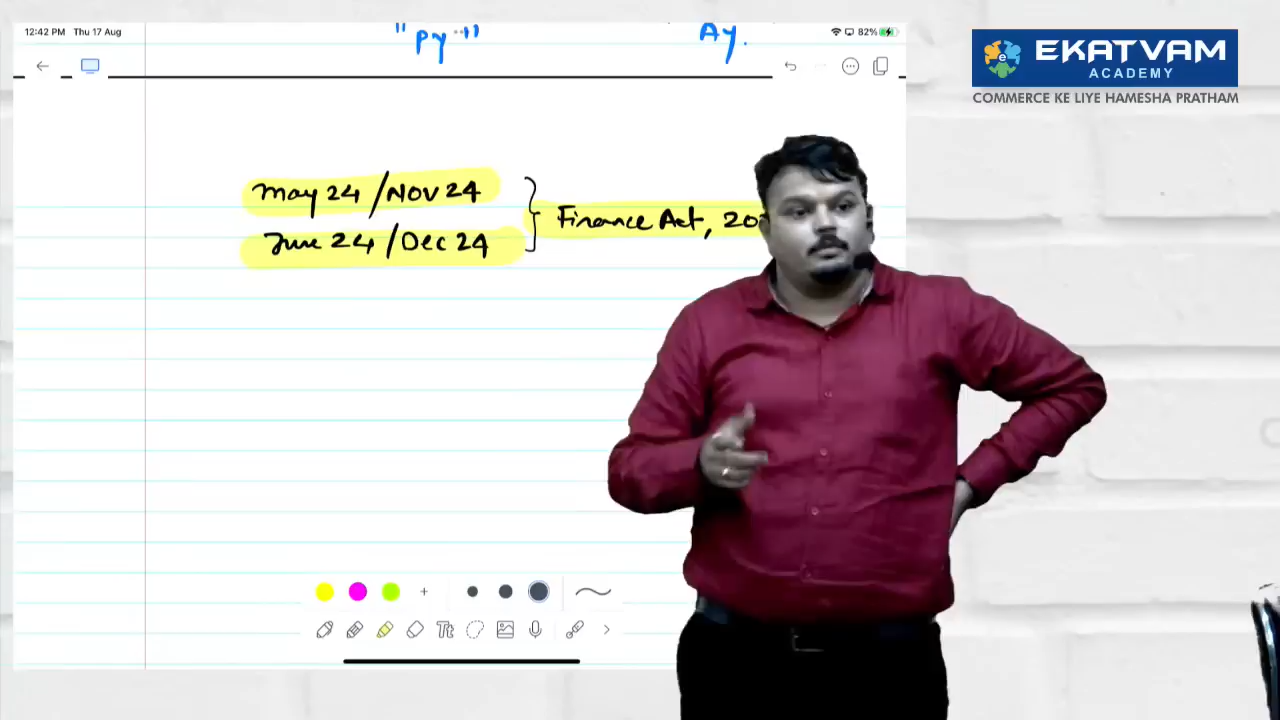 12:42 PM Thu 17 Aug
"py"
Ay.
82%
EKATVAM
ACADEMY
COMMERCE KE LIYE HAMESHA PRATHAM
May 24 / Nov 24
June 24 / Dec 24
Finance Act, 20
Tt